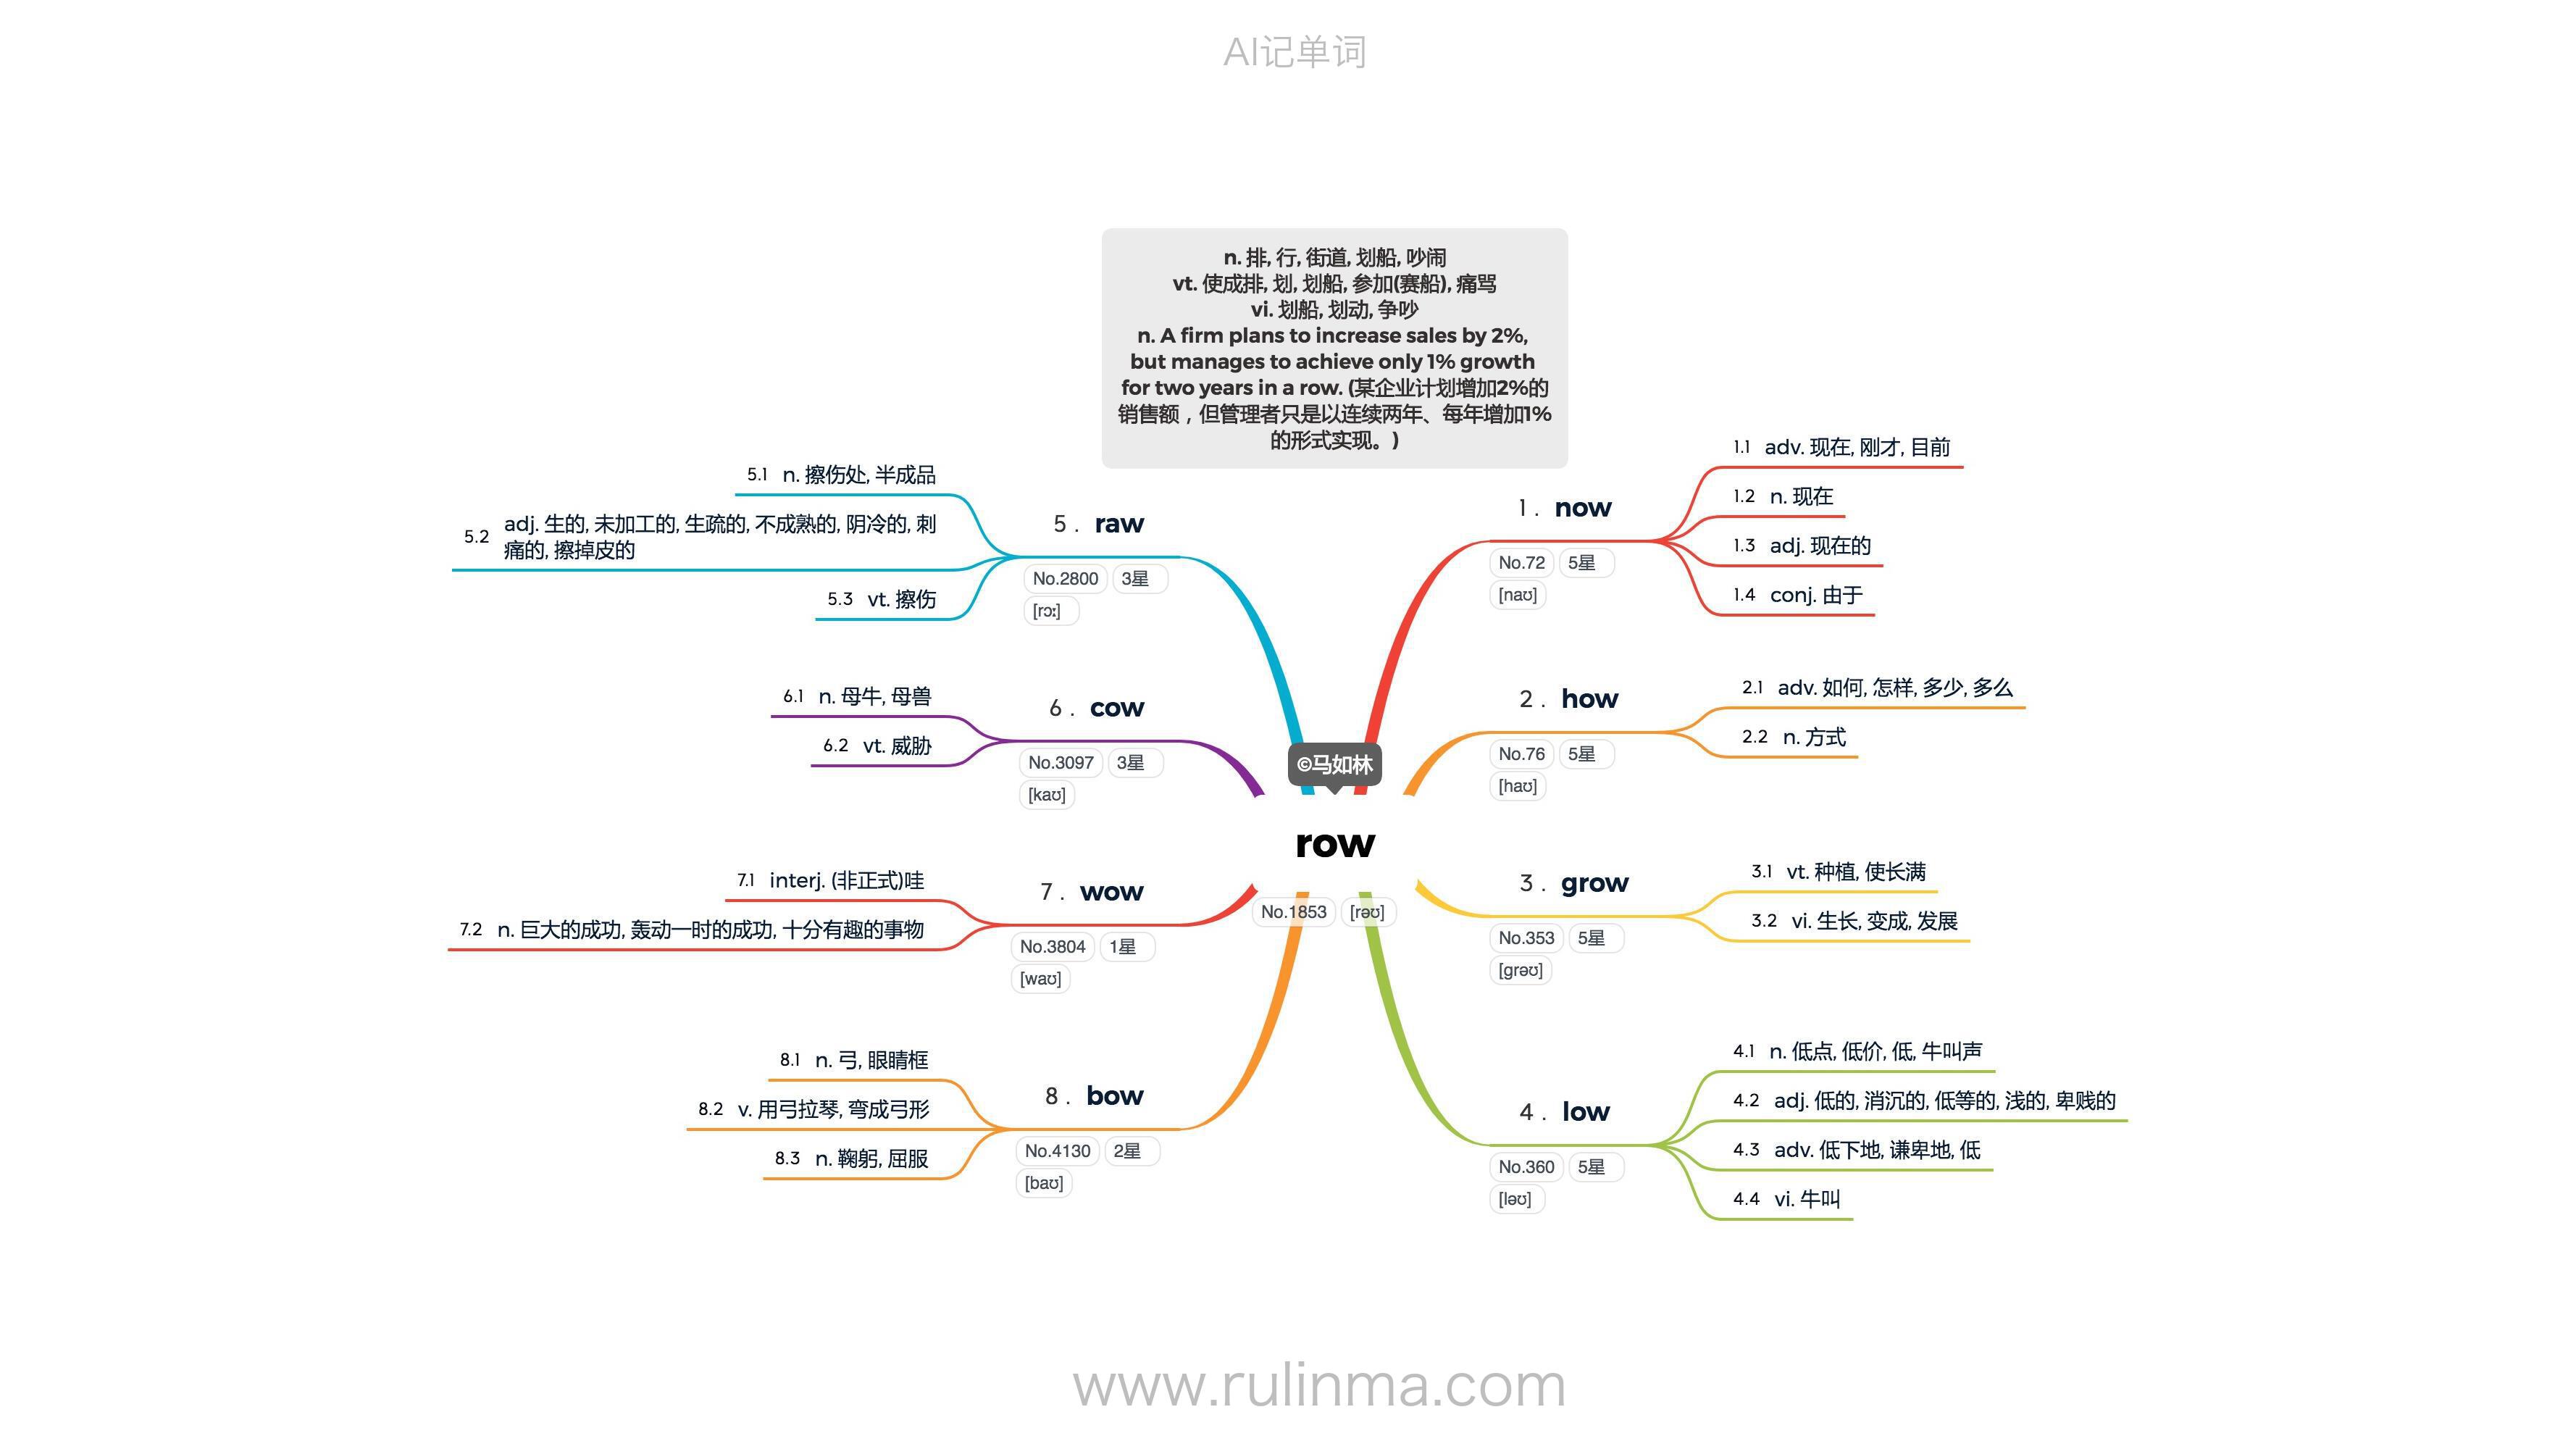 AI记单词
n. 排, 行, 街道, 划船, 吵闹
vt. 使成排, 划, 划船, 参加(赛船), 痛骂
vi. 划船, 划动, 争吵
n. A firm plans to increase sales by 2%,
but manages to achieve only 1% growth
for two years in a row. (某企业计划增加2%的
销售额，但管理者只是以连续两年、每年增加1%
的形式实现。)
©马如林
row
No.1853 [rəʊ]
1. now
No.72 5星
[naʊ]
1.1 adv. 现在, 刚才, 目前
1.2 n. 现在
1.3 adj. 现在的
1.4 conj. 由于
2. how
No.76 5星
[haʊ]
2.1 adv. 如何, 怎样, 多少, 多么
2.2 n. 方式
3. grow
No.353 5星
[grəʊ]
3.1 vt. 种植, 使长满
3.2 vi. 生长, 变成, 发展
4. low
No.360 5星
[ləʊ]
4.1 n. 低点, 低价, 低, 牛叫声
4.2 adj. 低的, 消沉的, 低等的, 浅的, 卑贱的
4.3 adv. 低下地, 谦卑地, 低
4.4 vi. 牛叫
5. raw
No.2800 3星
[rɔː]
5.1 n. 擦伤处, 半成品
5.2 adj. 生的, 未加工的, 生疏的, 不成熟的, 阴冷的, 刺
痛的, 擦掉皮的
5.3 vt. 擦伤
6. cow
No.3097 3星
[kaʊ]
6.1 n. 母牛, 母兽
6.2 vt. 威胁
7. wow
No.3804 1星
[waʊ]
7.1 interj. (非正式)哇
7.2 n. 巨大的成功, 轰动一时的成功, 十分有趣的事物
8. bow
No.4130 2星
[baʊ]
8.1 n. 弓, 眼睛框
8.2 v. 用弓拉琴, 弯成弓形
8.3 n. 鞠躬, 屈服
www.rulinma.com